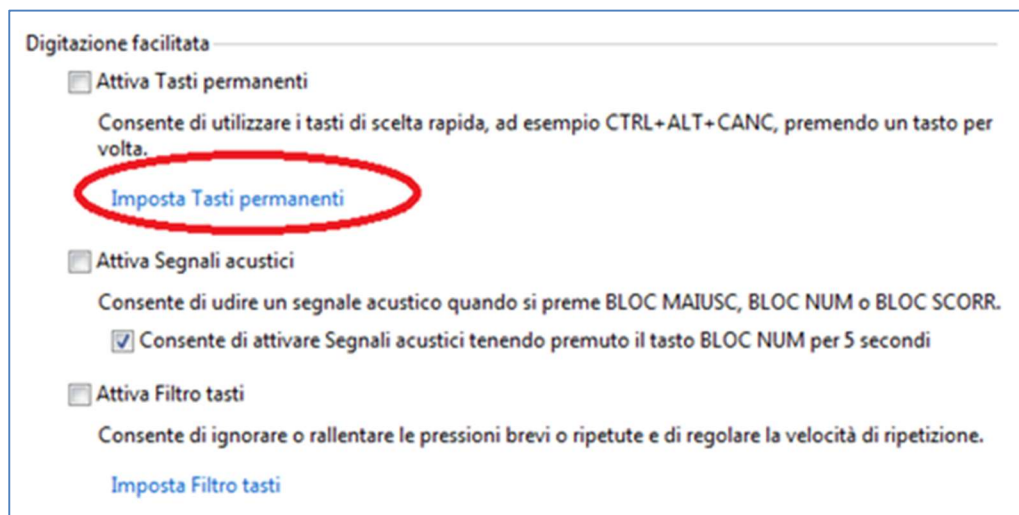 Digitazione facilitata
Attiva Tasti permanenti
Consente di utilizzare i tasti di scelta rapida, ad esempio CTRL+ALT+CANC, premendo un tasto per
volta.
Imposta Tasti permanenti
Attiva Segnali acustici
Consente di udire un segnale acustico quando si preme BLOC MAIUSC, BLOC NUM o BLOC SCORR.
Consente di attivare Segnali acustici tenendo premuto il tasto BLOC NUM per 5 secondi
Attiva Filtro tasti
Consente di ignorare o rallentare le pressioni brevi o ripetute e di regolare la velocità di ripetizione.
Imposta Filtro tasti